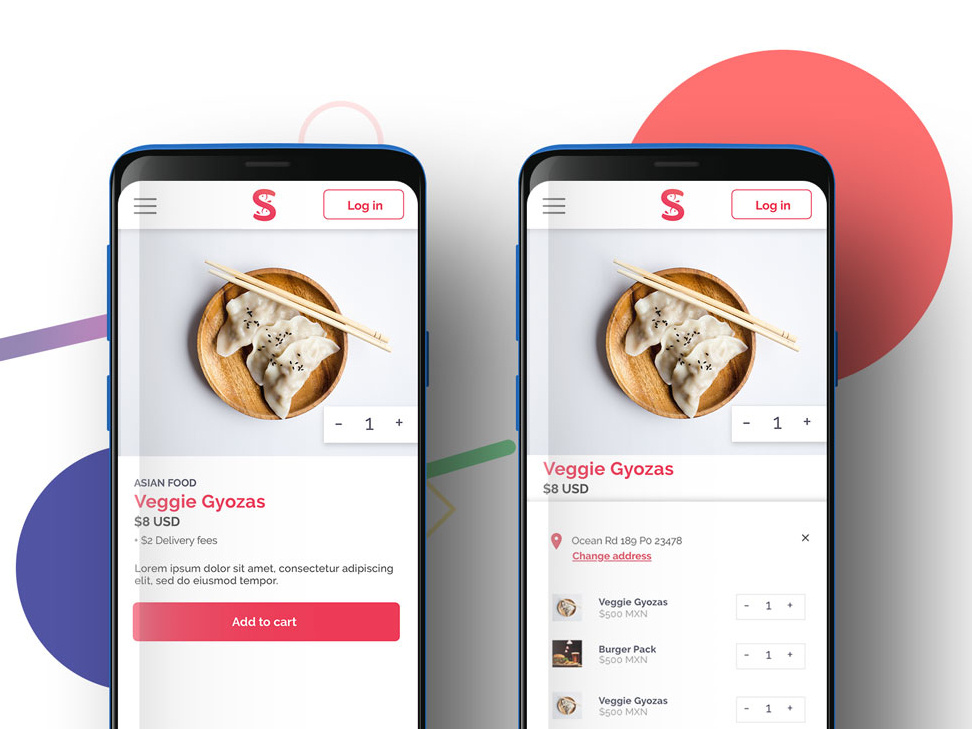 Log in
- 1 +
ASIAN FOOD
Veggie Gyozas
$8 USD
+ $2 Delivery fees
Lorem ipsum dolor sit amet, consectetur adipiscing
elit, sed do eiusmod tempor.
Add to cart
Log in
- 1 +
Veggie Gyozas
$8 USD
Ocean Rd 189 P0 23478
Change address
Veggie Gyozas
$500 MXN
- 1 +
Burger Pack
$500 MXN
- 1 +
Veggie Gyozas
$500 MXN
- 1 +